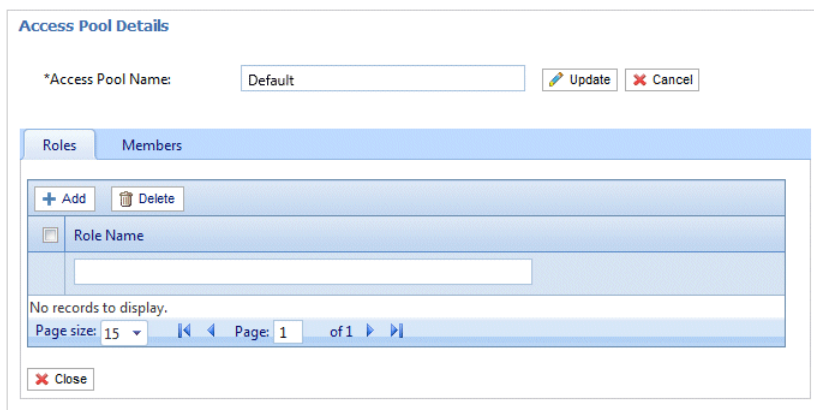 Access Pool Details
*Access Pool Name: Default Update Cancel
Roles Members
Add Delete
Role Name
No records to display.
Page size: 15 Page: 1 of 1
Close